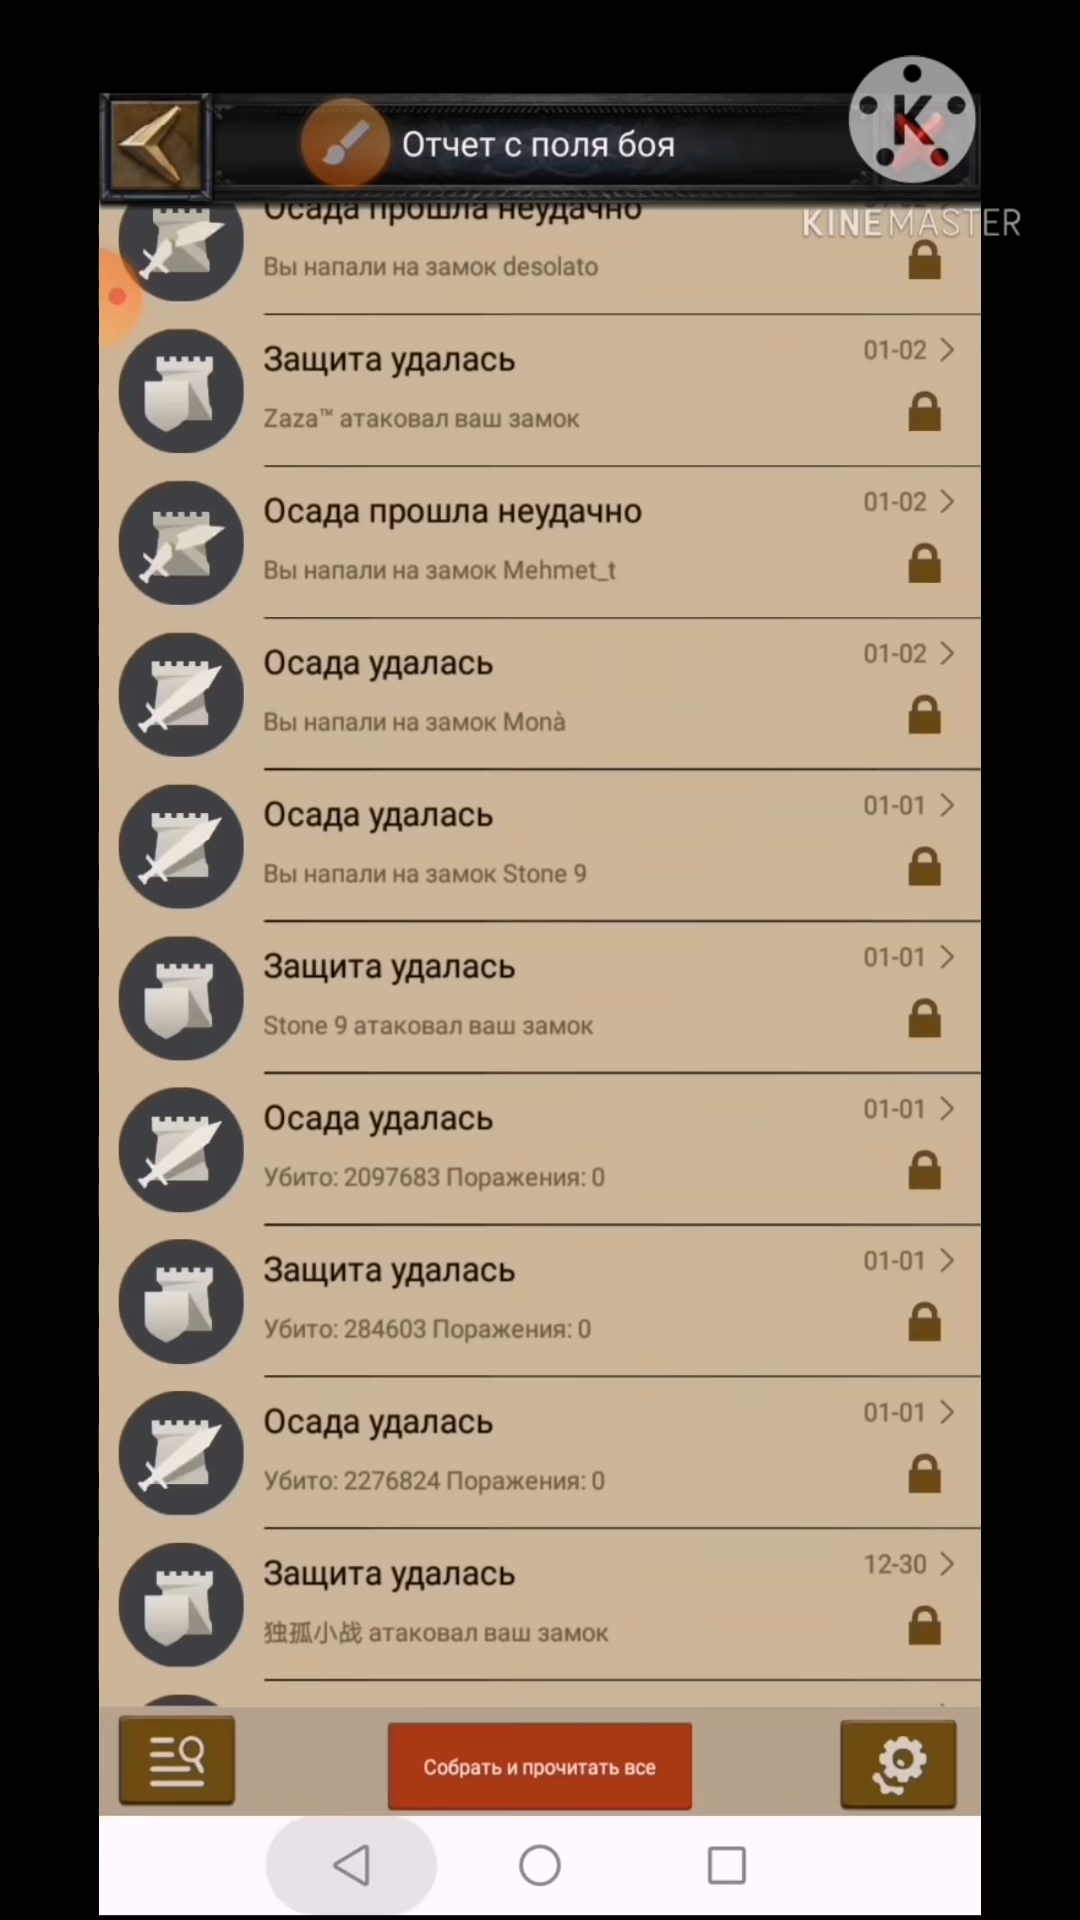 Отчет с поля боя
KINEMASTER
Осада прошла неудачно
Вы напали на замок desolato
Защита удалась
01-02
Zaza™ атаковал ваш замок
Осада прошла неудачно
01-02
Вы напали на замок Mehmet_t
Осада удалась
01-02
Вы напали на замок Monà
Осада удалась
01-01
Вы напали на замок Stone 9
Защита удалась
01-01
Stone 9 атаковал ваш замок
Осада удалась
01-01
Убито: 2097683 Поражения: 0
Защита удалась
01-01
Убито: 284603 Поражения: 0
Осада удалась
01-01
Убито: 2276824 Поражения: 0
Защита удалась
12-30
独孤小战 атаковал ваш замок
Собрать и прочитать все